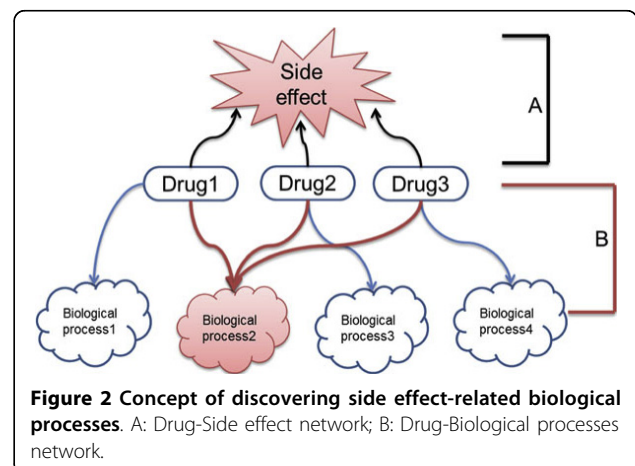 Side
effect
A
Drug1
Drug2
Drug3
B
Biological
process1
Biological
process2
Biological
process3
Biological
process4
Figure 2 Concept of discovering side effect-related biological
processes. A: Drug-Side effect network; B: Drug-Biological processes
network.